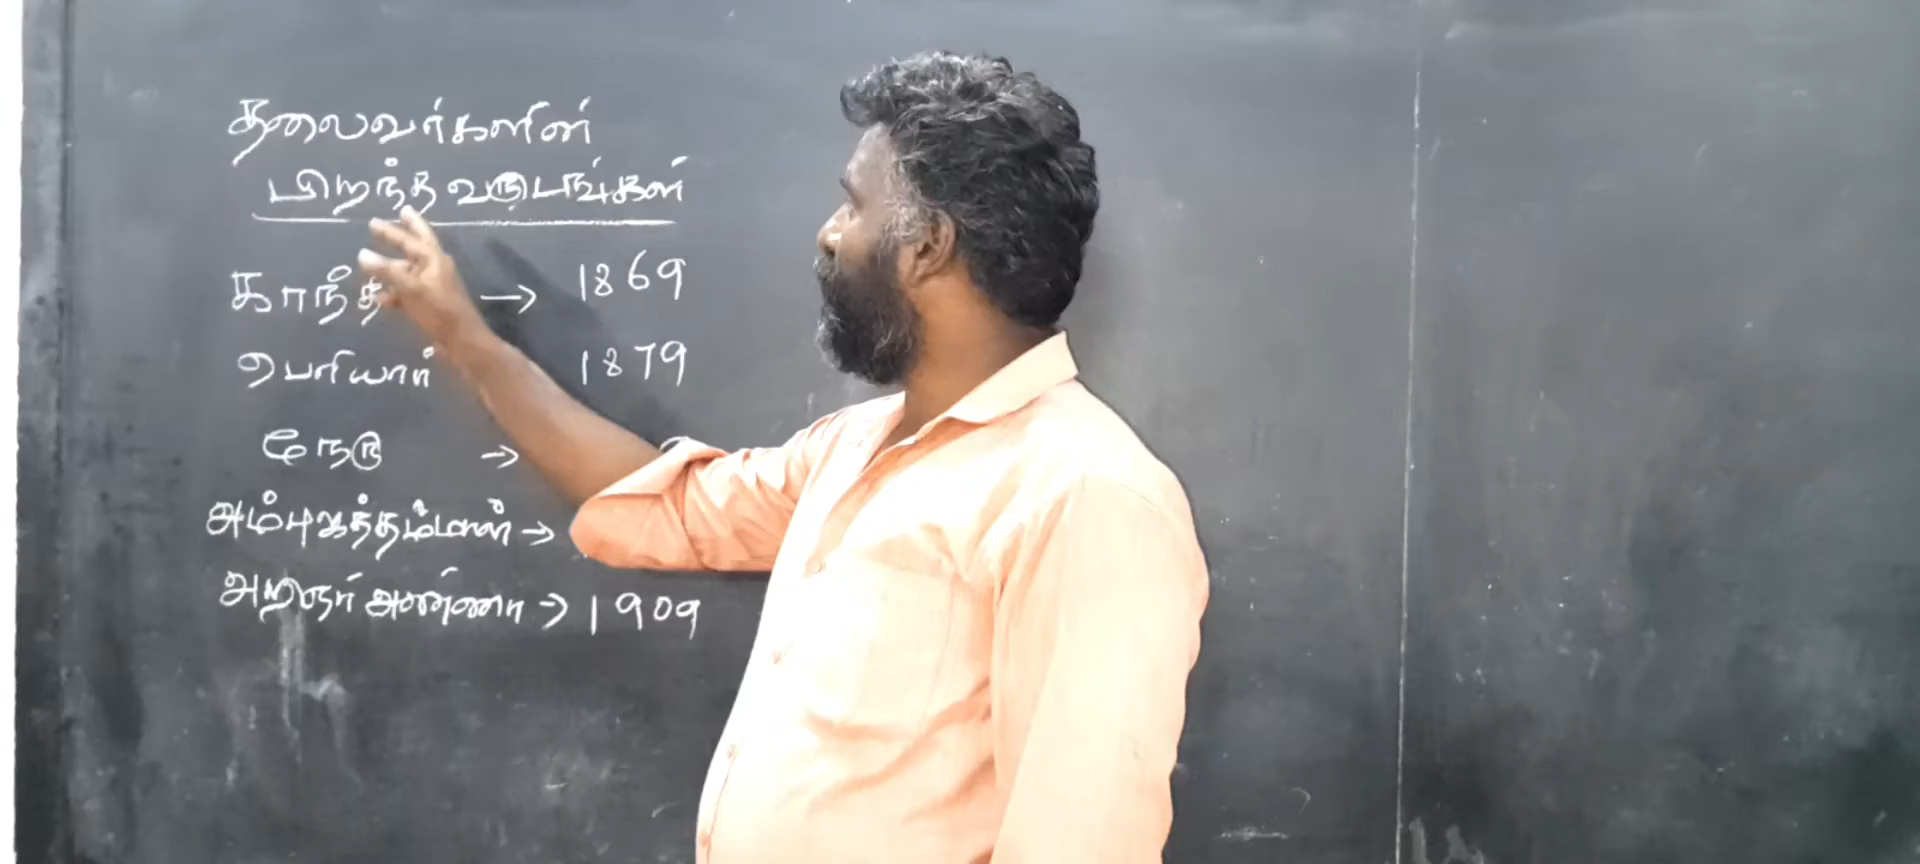 தலைவர்களின்
பிறந்த வருடங்கள்
காந்தி → 1869
பெரியார் 1879
நேரு →
அம்புஜத்தம்மாள் →
அறிஞர் அண்ணா → 1909